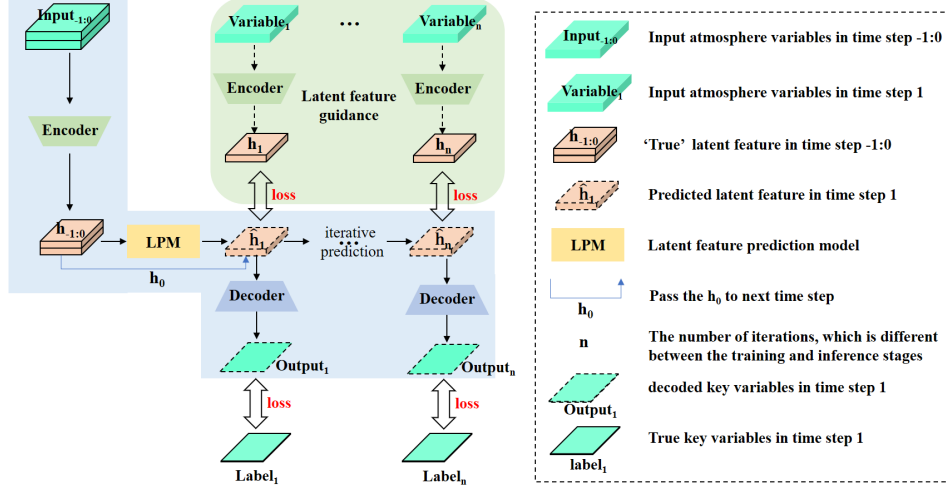 Input-1:0
Variable1
...
Variablen
Encoder
Encoder
Encoder
Latent feature
guidance
h1
hn
loss
loss
h-1:0
LPM
ĥ1
iterative
...
prediction
ĥn
h0
Decoder
Decoder
Output1
Outputn
loss
loss
Label1
Labeln
Input-1:0
Input atmosphere variables in time step -1:0
Variable1
Input atmosphere variables in time step 1
h-1:0
‘True’ latent feature in time step -1:0
ĥ1
Predicted latent feature in time step 1
LPM
Latent feature prediction model
h0
Pass the h0 to next time step
n
The number of iterations, which is different
between the training and inference stages
Output1
decoded key variables in time step 1
label1
True key variables in time step 1